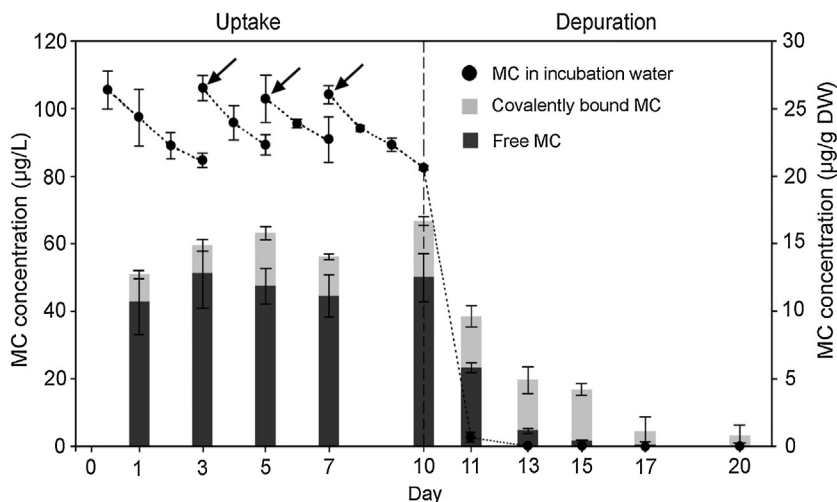 Uptake Depuration
120 30
MC in incubation water
100 25
Covalently bound MC
Free MC
80 20
60 15
40 10
20 5
0 0
MC concentration (µg/L)
MC concentration (µg/g DW)
0 1 3 5 7 10 11 13 15 17 20
Day